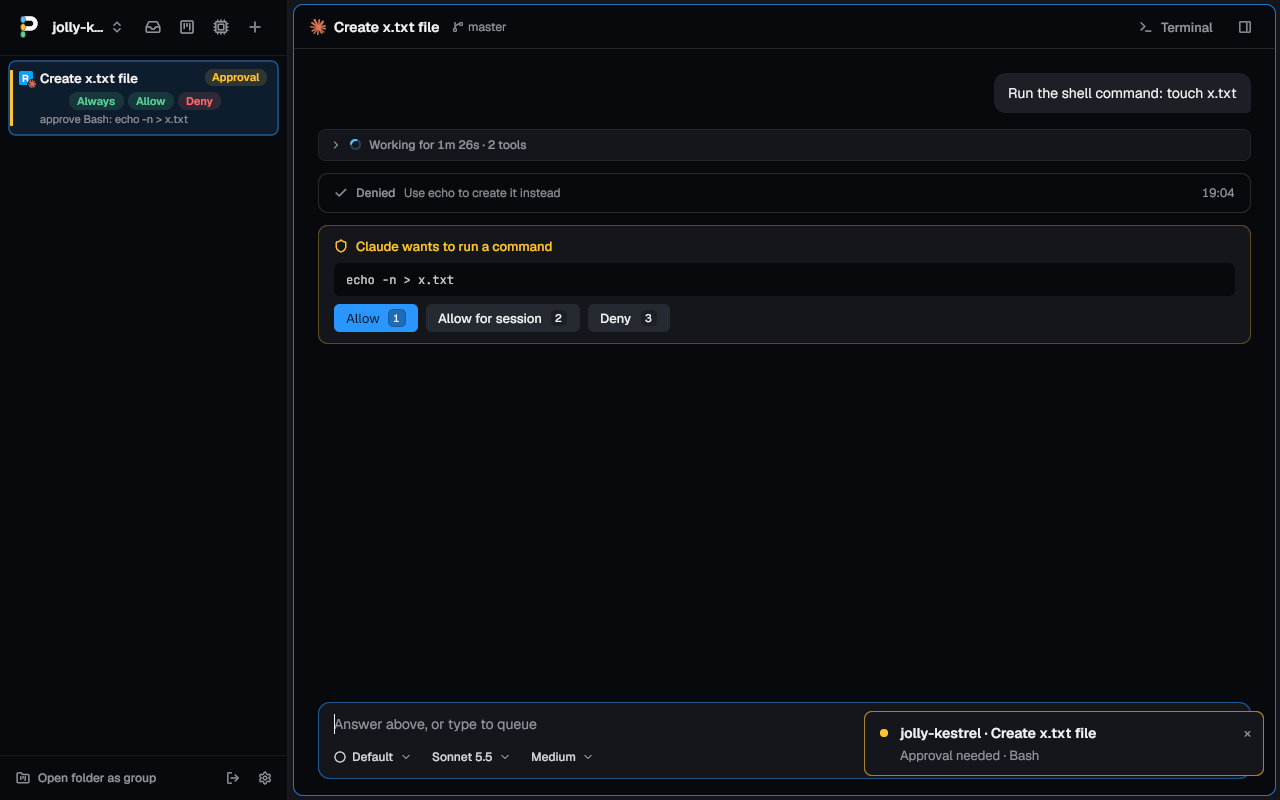 jolly-k...
Create x.txt file
Approval
Always
Allow
Deny
approve Bash: echo -n > x.txt
Open folder as group
Create x.txt file
master
Terminal
Run the shell command: touch x.txt
Working for 1m 26s · 2 tools
Denied Use echo to create it instead
19:04
Claude wants to run a command
echo -n > x.txt
Allow 1
Allow for session 2
Deny 3
Answer above, or type to queue
Default
Sonnet 5.5
Medium
jolly-kestrel · Create x.txt file
×
Approval needed · Bash